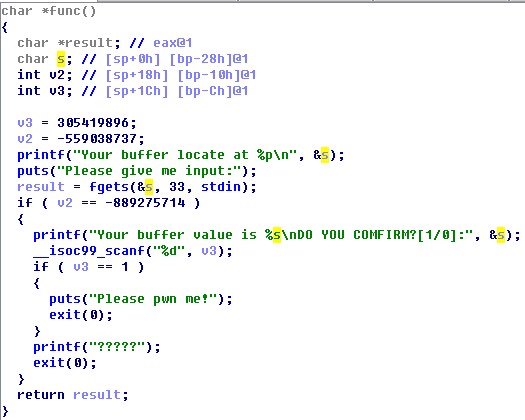 char *func()
{
  char *result; // eax@1
  char s; // [sp+0h] [bp-28h]@1
  int v2; // [sp+18h] [bp-10h]@1
  int v3; // [sp+1Ch] [bp-Ch]@1

  v3 = 305419896;
  v2 = -559038737;
  printf("Your buffer locate at %p\n", &s);
  puts("Please give me input:");
  result = fgets(&s, 33, stdin);
  if ( v2 == -889275714 )
  {
    printf("Your buffer value is %s\nDO YOU COMFIRM?[1/0]:", &s);
    __isoc99_scanf("%d", v3);
    if ( v3 == 1 )
    {
      puts("Please pwn me!");
      exit(0);
    }
    printf("?????");
    exit(0);
  }
  return result;
}